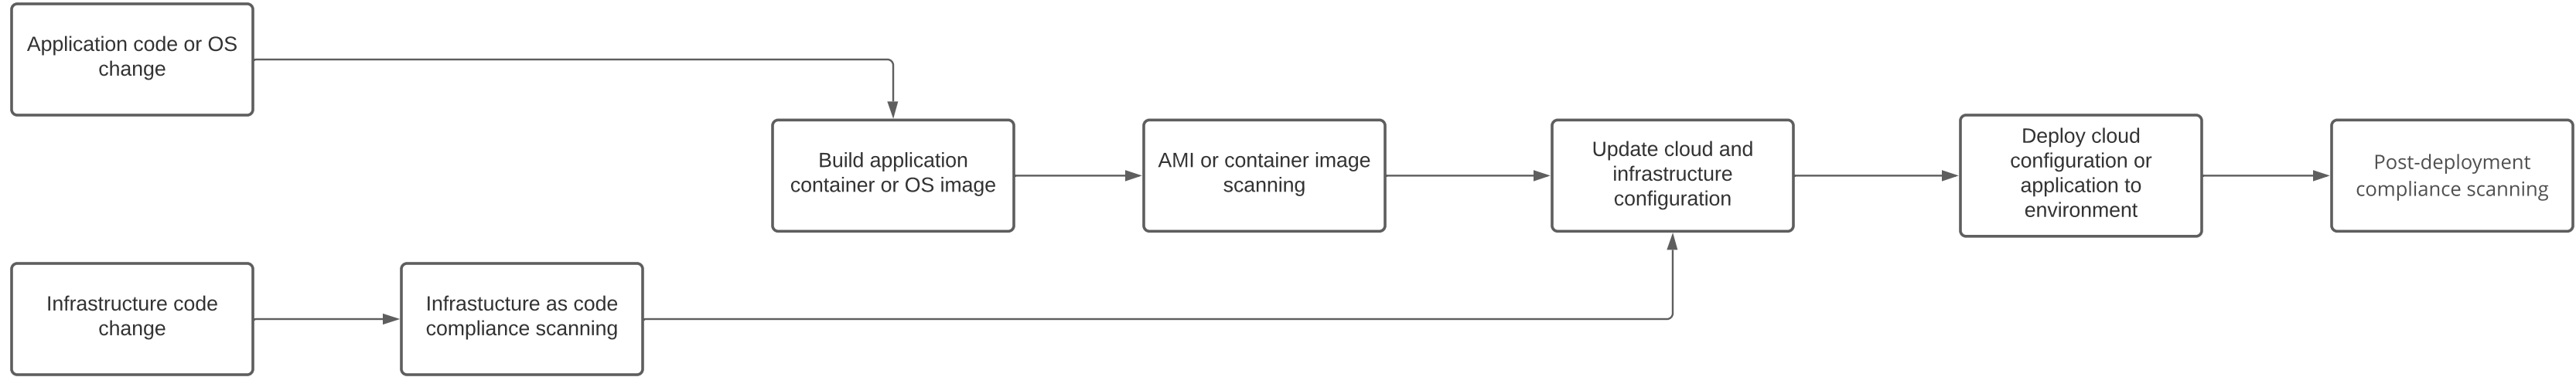 Application code or OS
change
Build application
container or OS image
AMI or container image
scanning
Update cloud and
infrastructure
configuration
Deploy cloud
configuration or
application to
environment
Post-deployment
compliance scanning
Infrastructure code
change
Infrastucture as code
compliance scanning